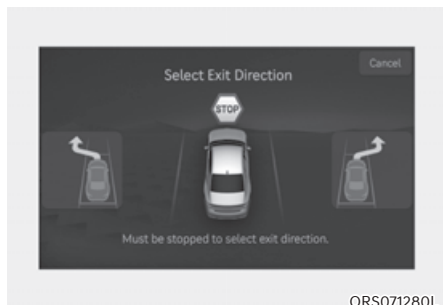 Cancel
Select Exit Direction
STOP
Must be stopped to select exit direction.
ORS071280L